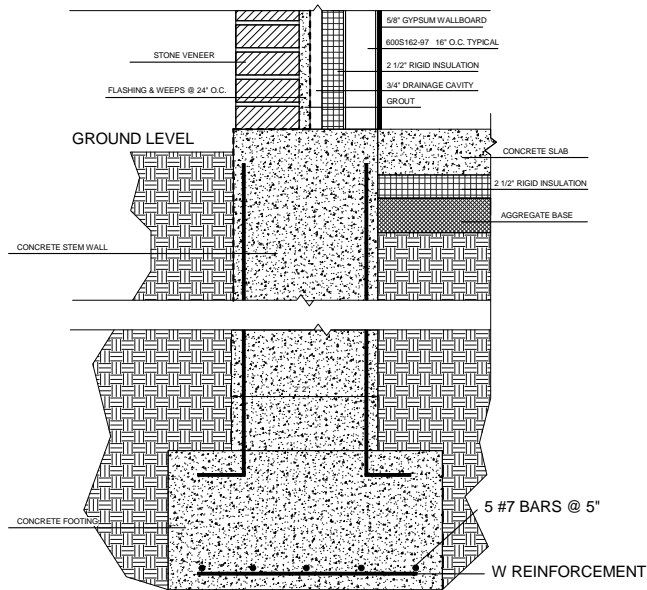 5/8" GYPSUM WALLBOARD
600S162-97 16" O.C. TYPICAL
STONE VENEER
2 1/2" RIGID INSULATION
FLASHING & WEEPS @ 24" O.C.
3/4" DRAINAGE CAVITY
GROUT
GROUND LEVEL
CONCRETE SLAB
2 1/2" RIGID INSULATION
AGGREGATE BASE
CONCRETE STEM WALL
5 #7 BARS @ 5"
CONCRETE FOOTING
W REINFORCEMENT